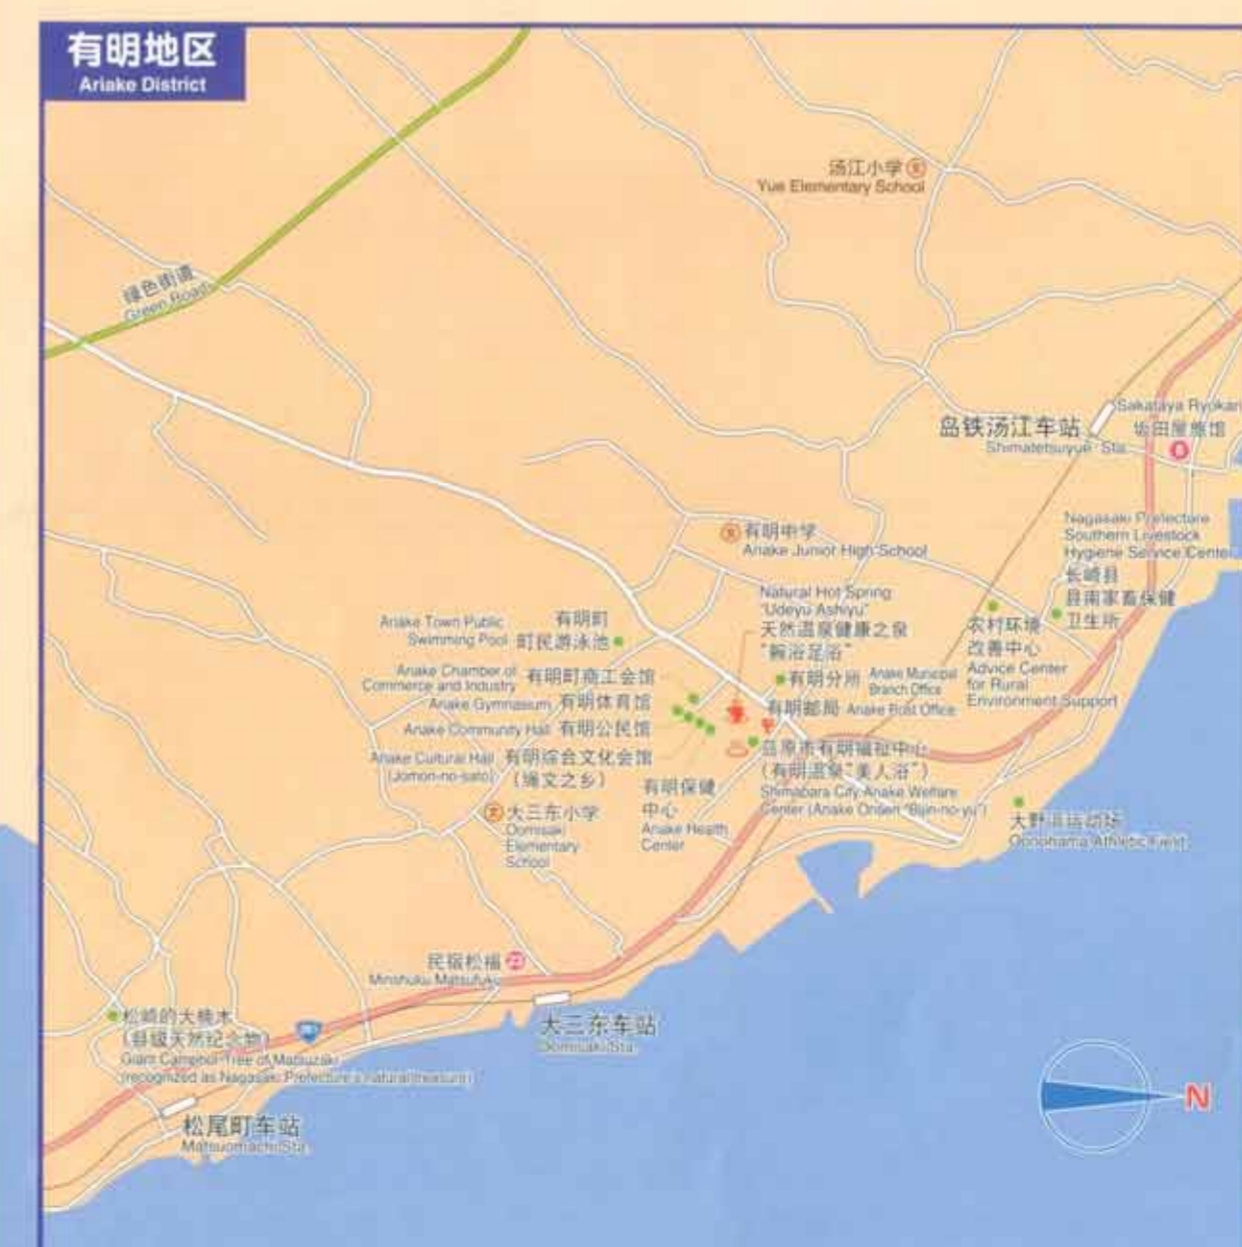 有明地区
Ariake District
汤江小学
Yue Elementary School
绿色街道
Green Road
Sakataya Ryokan
坂田屋旅馆
8
岛铁汤江车站
Shimatetsuyue Sta.
有明中学
Ariake Junior High School
Nagasaki Prefecture
Southern Livestock
Hygiene Service Center
长崎县
县南家畜保健
卫生所
Natural Hot Spring
"Udeyu Ashiyu"
天然温泉健康之泉
"腕浴足浴"
农村环境
改善中心
Advice Center
for Rural
Environment Support
Ariake Town Public
Swimming Pool
有明町
町民游泳池
Ariake Chamber of
Commerce and Industry
有明町商工会馆
Ariake Gymnasium 有明体育馆
Ariake Community Hall 有明公民馆
Ariake Cultural Hall
(Jomon-no-sato)
有明综合文化会馆
(绳文之乡)
有明分所
Ariake Municipal
Branch Office
有明邮局 Ariake Post Office
岛原市有明福祉中心
(有明温泉"美人浴")
Shimabara City Ariake Welfare
Center (Ariake Onsen "Bijin-no-yu")
有明保健
中心
Ariake Health
Center
大三东小学
Oomisaki
Elementary
School
大野浜运动场
Oonohama Athletic Field
民宿松福 23
Minshuku Matsufuku
大三东车站
Oomisaki Sta.
松崎的大楠木
(县级天然纪念物)
Giant Camphor Tree of Matsuzaki
(recognized as Nagasaki Prefecture's natural treasure)
251
松尾町车站
Matsuomachi Sta.
N